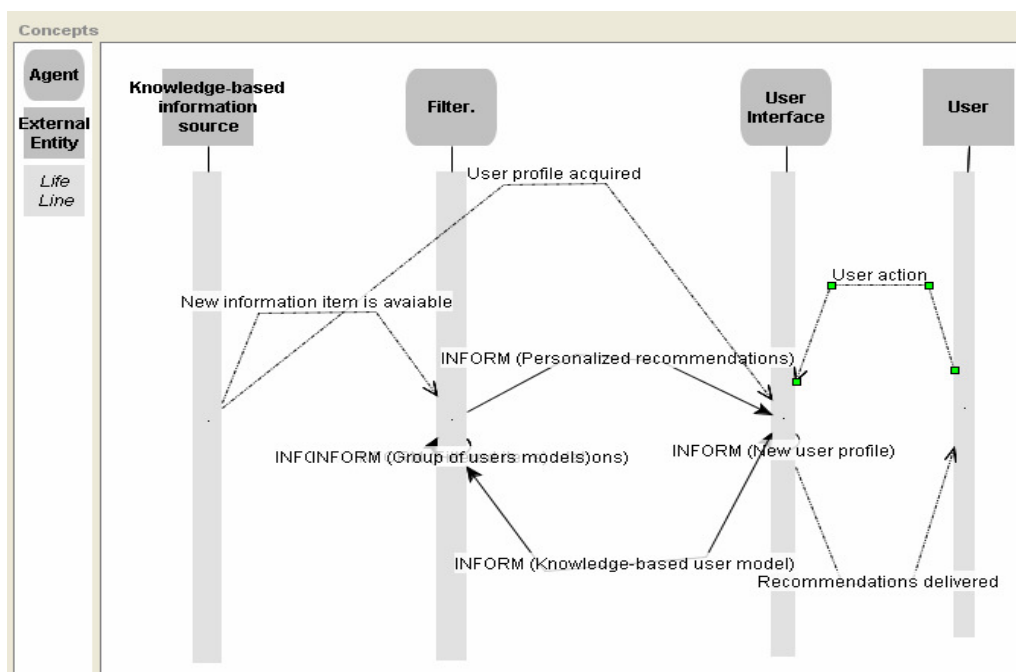 Concepts
Agent
External
Entity
Life
Line
Knowledge-based
information
source
Filter.
User
Interface
User
User profile acquired
User action
New information item is avaiable
INFORM (Personalized recommendations)
INFORM (Group of users models)
INFORM (New user profile)
INFORM (Knowledge-based user model)
Recommendations delivered